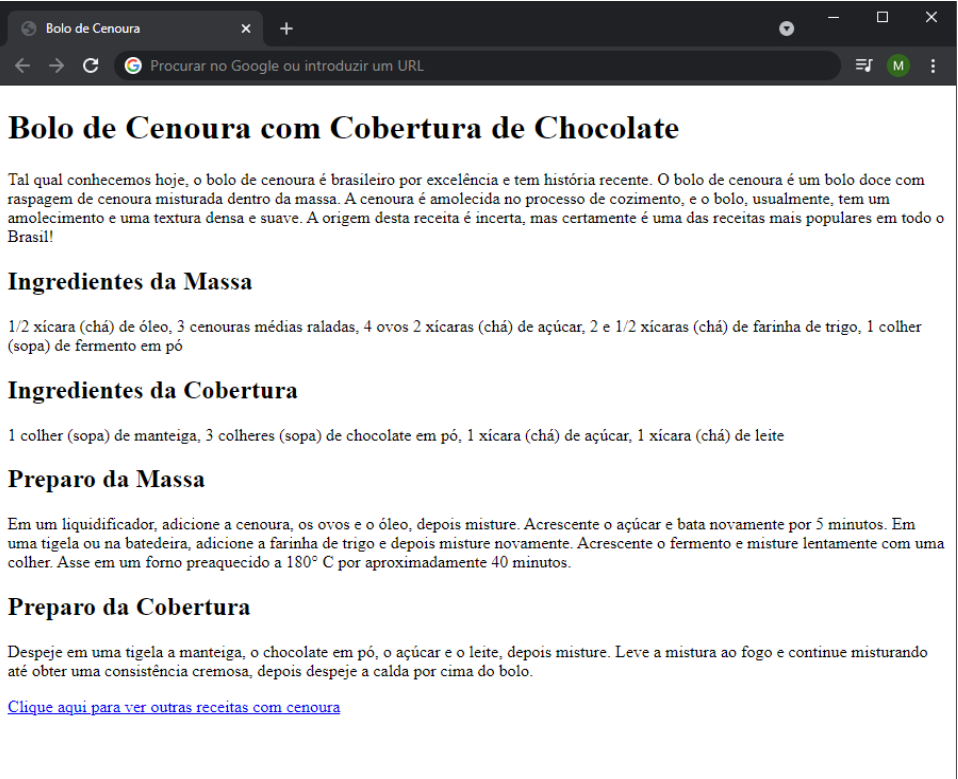 Bolo de Cenoura
Procurar no Google ou introduzir um URL
M
Bolo de Cenoura com Cobertura de Chocolate
Tal qual conhecemos hoje, o bolo de cenoura é brasileiro por excelência e tem história recente. O bolo de cenoura é um bolo doce com
raspagem de cenoura misturada dentro da massa. A cenoura é amolecida no processo de cozimento, e o bolo, usualmente, tem um
amolecimento e uma textura densa e suave. A origem desta receita é incerta, mas certamente é uma das receitas mais populares em todo o
Brasil!
Ingredientes da Massa
1/2 xícara (chá) de óleo, 3 cenouras médias raladas, 4 ovos 2 xícaras (chá) de açúcar, 2 e 1/2 xícaras (chá) de farinha de trigo, 1 colher
(sopa) de fermento em pó
Ingredientes da Cobertura
1 colher (sopa) de manteiga, 3 colheres (sopa) de chocolate em pó, 1 xícara (chá) de açúcar, 1 xícara (chá) de leite
Preparo da Massa
Em um liquidificador, adicione a cenoura, os ovos e o óleo, depois misture. Acrescente o açúcar e bata novamente por 5 minutos. Em
uma tigela ou na batedeira, adicione a farinha de trigo e depois misture novamente. Acrescente o fermento e misture lentamente com uma
colher. Asse em um forno preaquecido a 180° C por aproximadamente 40 minutos.
Preparo da Cobertura
Despeje em uma tigela a manteiga, o chocolate em pó, o açúcar e o leite, depois misture. Leve a mistura ao fogo e continue misturando
até obter uma consistência cremosa, depois despeje a calda por cima do bolo.
Clique aqui para ver outras receitas com cenoura